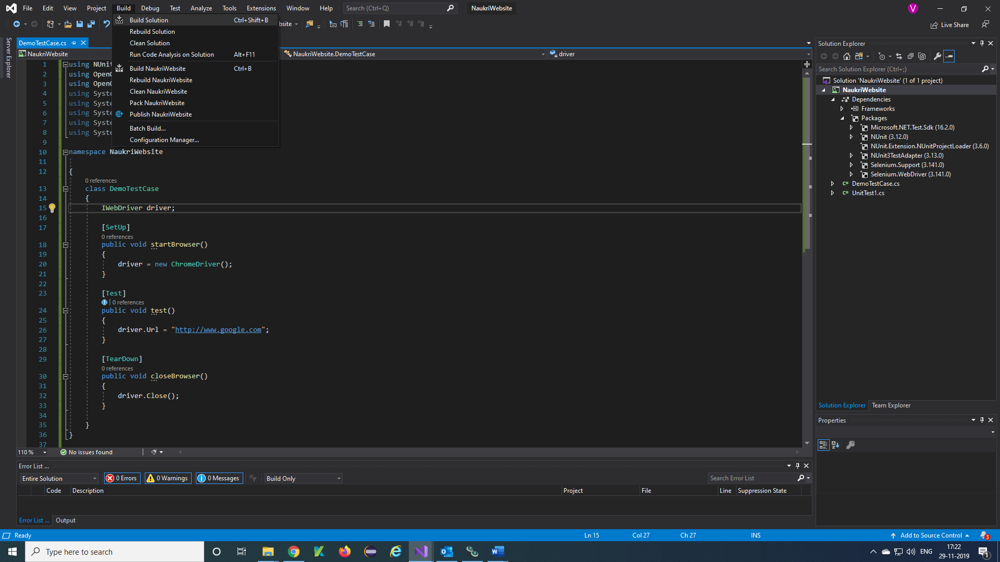 File Edit View Project Build Debug Test Analyze Tools Extensions Window Help Search (Ctrl+Q) NaukriWebsite V
Build Solution Ctrl+Shift+B
Rebuild Solution
Clean Solution
Run Code Analysis on Solution Alt+F11
Build NaukriWebsite Ctrl+B
Rebuild NaukriWebsite
Clean NaukriWebsite
Pack NaukriWebsite
Publish NaukriWebsite
Batch Build...
Configuration Manager...
Live Share
Server Explorer
DemoTestCase.cs
NaukriWebsite NaukriWebsite.DemoTestCase driver
1 using NUnit
2 using Open
3 using Open
4 using Syst
5 using Syst
6 using Syst
7 using Syst
8 using Syst
9
10 namespace NaukriWebsite
11
12 {
0 references
13 class DemoTestCase
14 {
15 IWebDriver driver;
16
17 [SetUp]
0 references
18 public void startBrowser()
19 {
20 driver = new ChromeDriver();
21 }
22
23 [Test]
| 0 references
24 public void test()
25 {
26 driver.Url = "http://www.google.com";
27 }
28
29 [TearDown]
0 references
30 public void closeBrowser()
31 {
32 driver.Close();
33 }
34
35 }
36 }
37
110 % No issues found
Error List ...
Entire Solution 0 Errors 0 Warnings 0 Messages Build Only Search Error List
Code Description Project File Line Suppression State
Error List ... Output
Solution Explorer
Search Solution Explorer (Ctrl+;)
Solution 'NaukriWebsite' (1 of 1 project)
NaukriWebsite
Dependencies
Frameworks
Packages
Microsoft.NET.Test.Sdk (16.2.0)
NUnit (3.12.0)
NUnit.Extension.NUnitProjectLoader (3.6.0)
NUnit3TestAdapter (3.13.0)
Selenium.Support (3.141.0)
Selenium.WebDriver (3.141.0)
C# DemoTestCase.cs
C# UnitTest1.cs
Solution Explorer Team Explorer
Properties
Ready Ln 15 Col 27 Ch 27 INS Add to Source Control 3
Type here to search ENG 17:22
29-11-2019 1